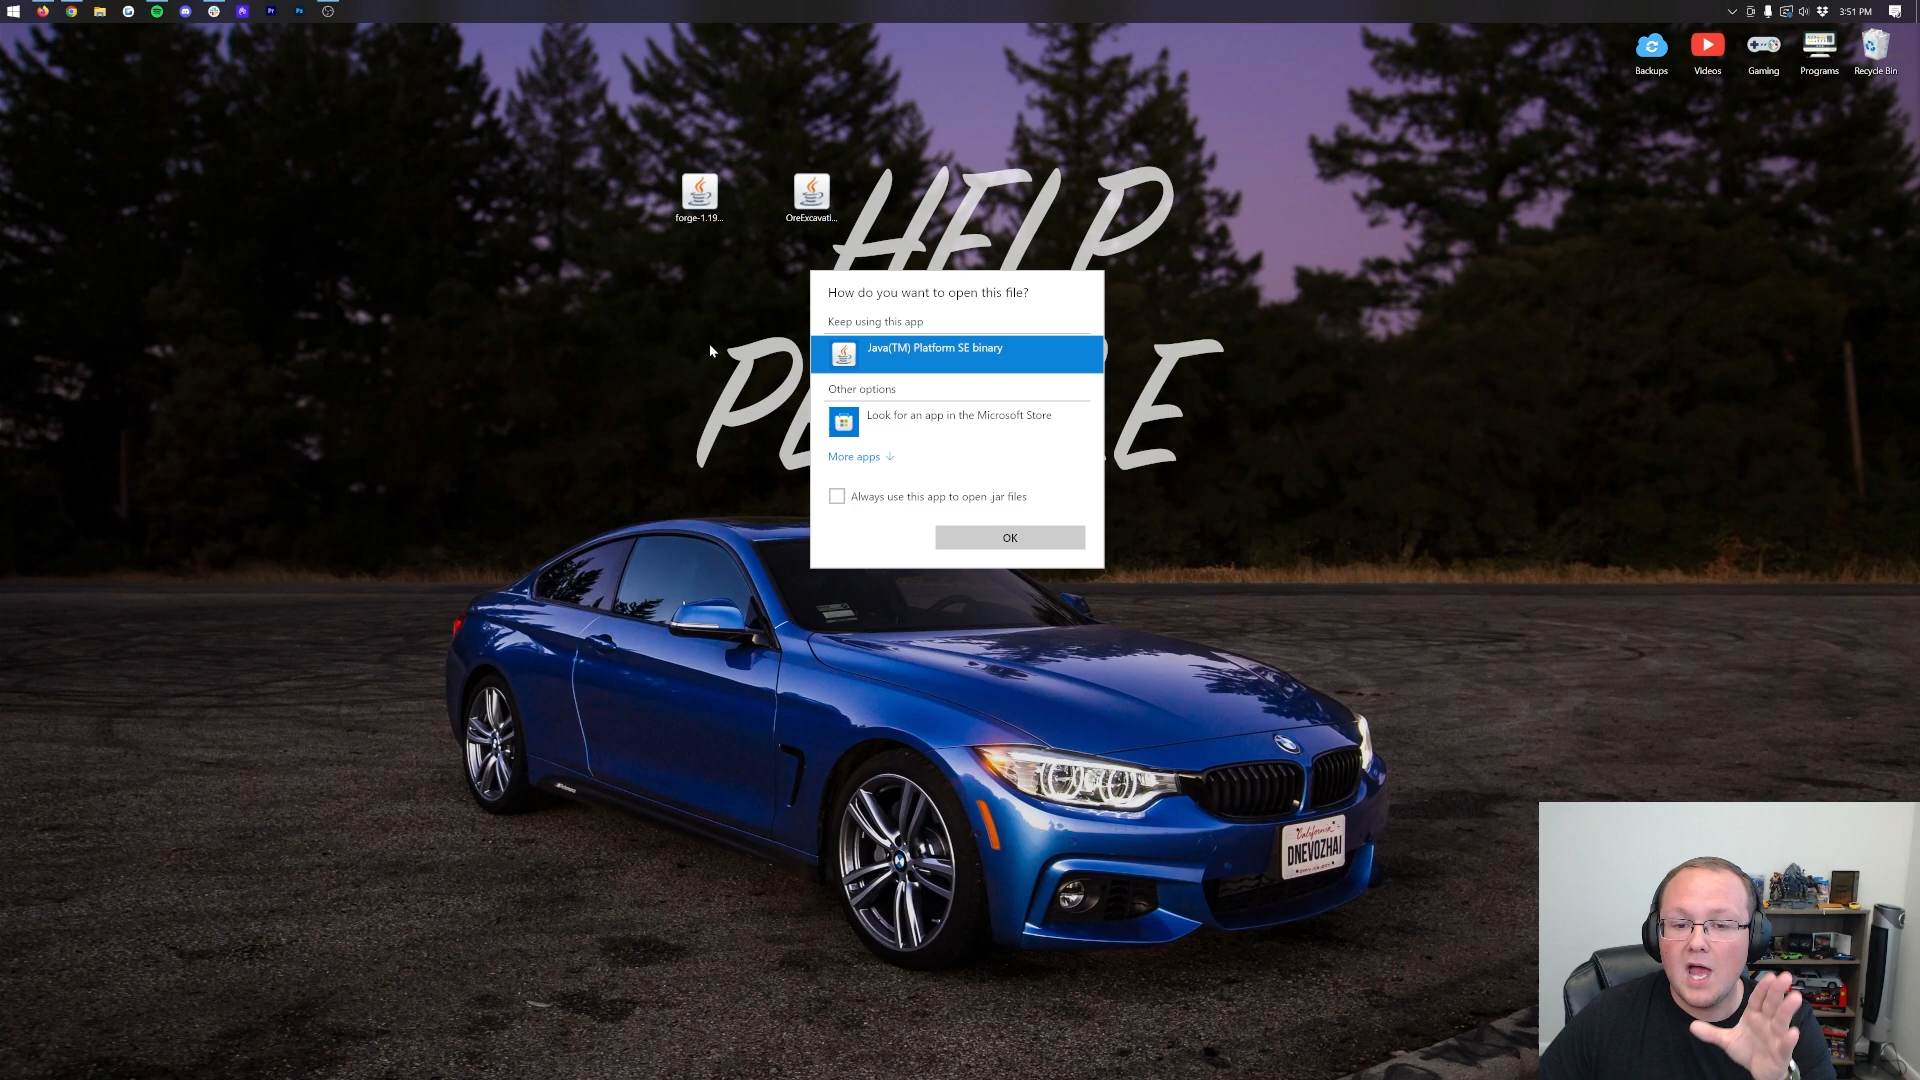 3:51 PM
Backups
Videos
Gaming
Programs
Recycle Bin
forge-1.19...
OreExcavati...
HELP
How do you want to open this file?
Keep using this app
Java(TM) Platform SE binary
Other options
Look for an app in the Microsoft Store
More apps
Always use this app to open .jar files
OK
California
DNEVOZHAI